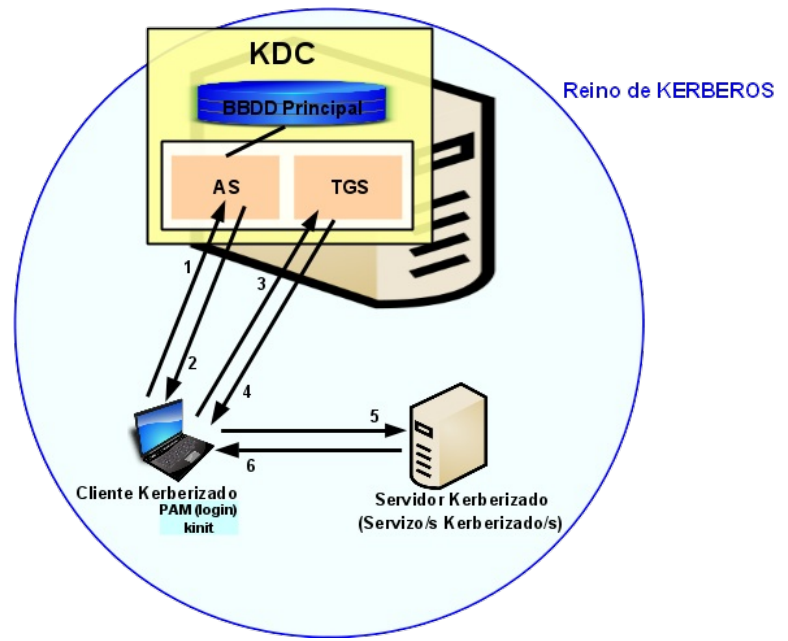 KDC
BBDD Principal
Reino de KERBEROS
AS
TGS
1
3
2
4
5
6
Cliente Kerberizado
PAM (login)
kinit
Servidor Kerberizado
(Servizo/s Kerberizado/s)